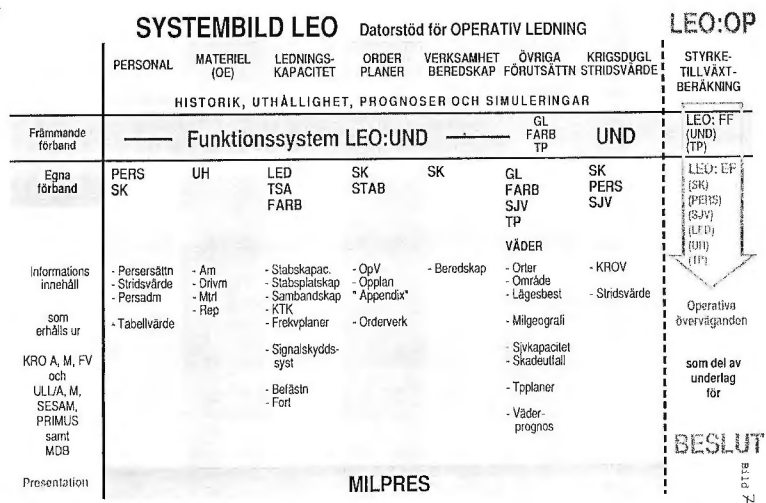 SYSTEMBILD LEO Datorstöd för OPERATIV LEDNING
LEO:OP
PERSONAL
MATERIEL
(OE)
LEDNINGS-
KAPACITET
ORDER
PLANER
VERKSAMHET
BEREDSKAP
ÖVRIGA
FÖRUTSÄTTN
KRIGSDUGL
STRIDSVÄRDE
STYRKE-
TILLVÄXT-
BERÄKNING
HISTORIK, UTHÅLLIGHET, PROGNOSER OCH SIMULERINGAR
Främmande
förband
Funktionssystem LEO:UND
GL
FARB
TP
UND
LEO: FF
(UND)
(TP)
Egna
förband
PERS
SK
UH
LED
TSA
FARB
SK
STAB
SK
GL
FARB
SJV
TP
VÄDER
SK
PERS
SJV
LEO: EF
(SK)
(PERS)
(SJV)
(LED)
(UH)
(TP)
Informations
innehåll
som
erhålls ur
KRO A, M, FV
och
ULL/A, M,
SESAM,
PRIMUS
samt
MDB
- Persersättn
- Stridsvärde
- Persadm
- Tabellvärde
- Am
- Drivm
- Mtrl
- Rep
- Stabskapac.
- Stabsplatskap
- Sambandskap
- KTK
- Frekvplaner
- Signalskydds-
syst
- Befästn
- Fort
- OpV
- Opplan
" Appendix"
- Orderverk
- Beredskap
- Orter
- Område
- Lägesbest
- Milgeografi
- Sjvkapacitet
- Skadeutfall
- Tpplaner
- Väder-
prognos
- KROV
- Stridsvärde
Operativa
överväganden
som del av
underlag
för
BESLUT
Presentation
MILPRES
Bild 7